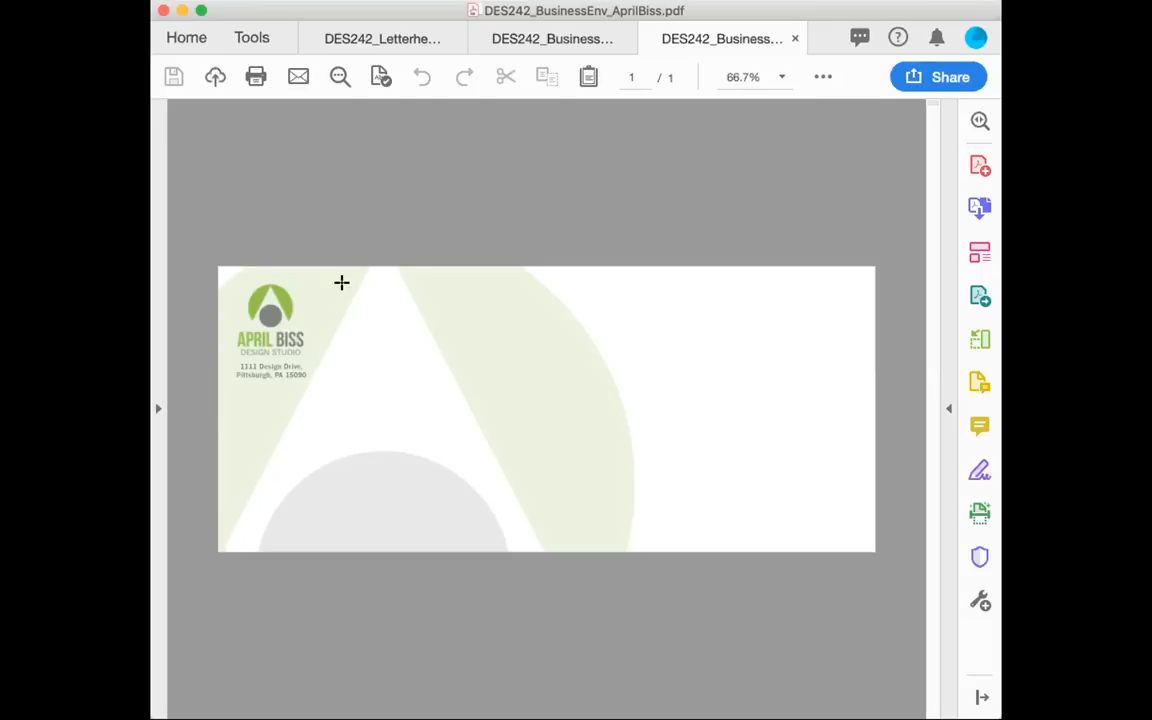 DES242_BusinessEnv_AprilBiss.pdf
Home Tools DES242_Letterhe... DES242_Business... DES242_Business... ×
1 / 1 66.7% Share
APRIL BISS
DESIGN STUDIO
1111 Design Drive,
Pittsburgh, PA 15090